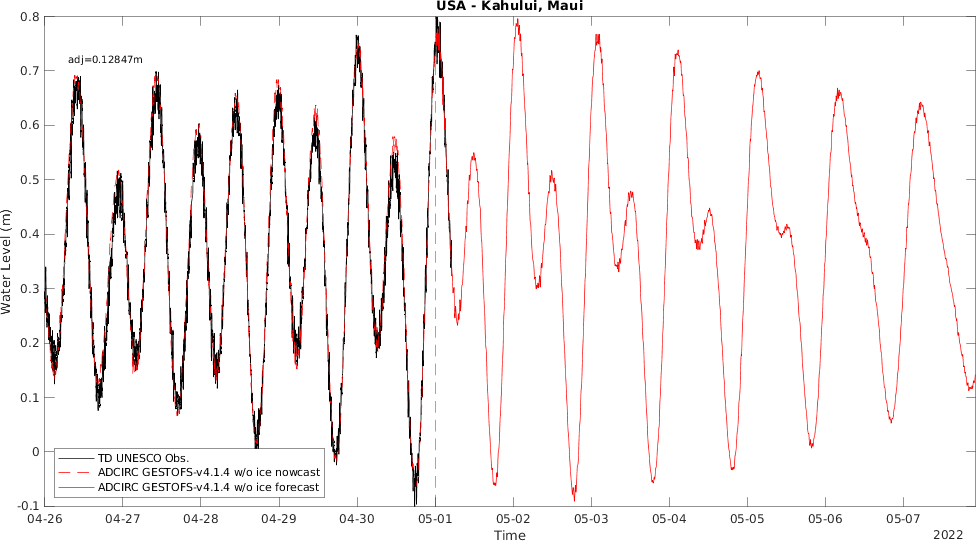 USA - Kahului, Maui
adj=0.12847m
0.8
0.7
0.6
0.5
0.4
0.3
0.2
0.1
0
-0.1
Water Level (m)
TD UNESCO Obs.
ADCIRC GESTOFS-v4.1.4 w/o ice nowcast
ADCIRC GESTOFS-v4.1.4 w/o ice forecast
04-26 04-27 04-28 04-29 04-30 05-01 05-02 05-03 05-04 05-05 05-06 05-07
Time
2022